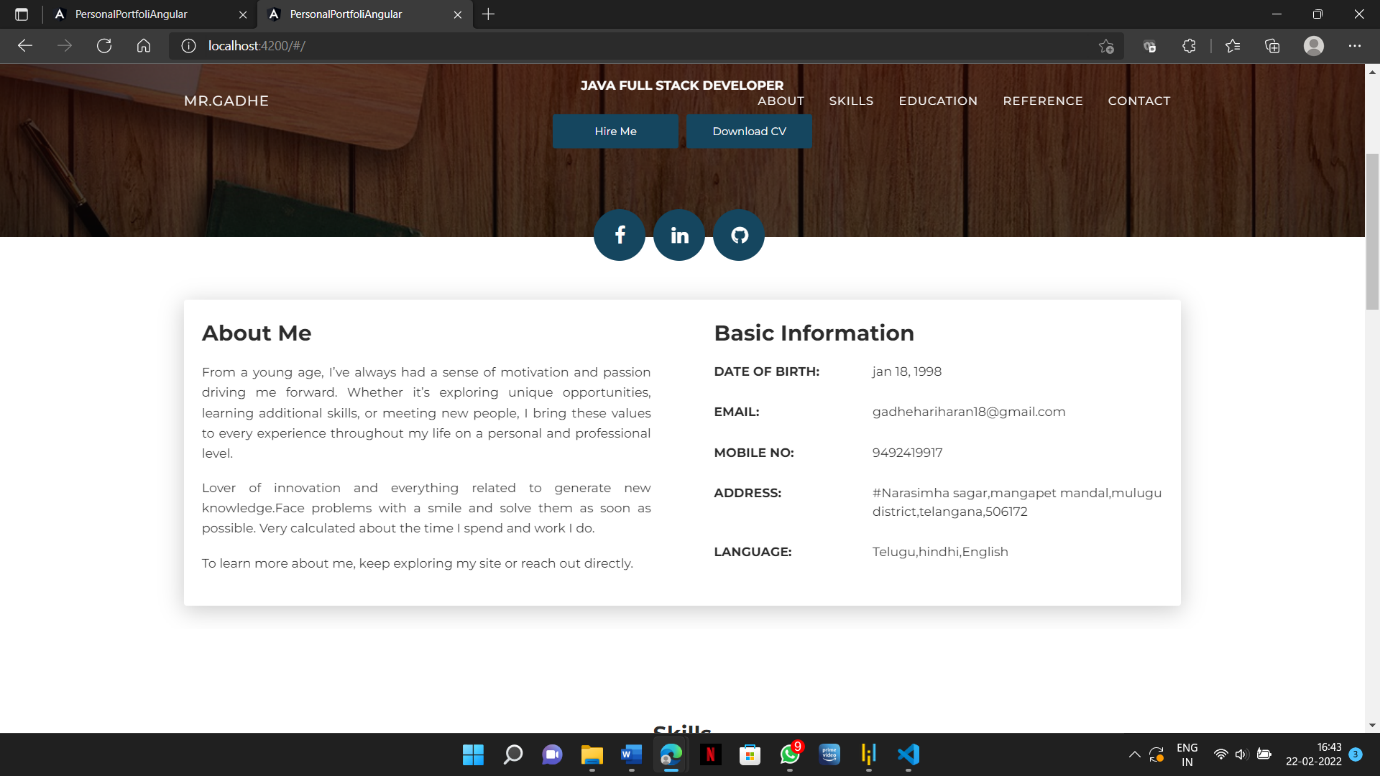 PersonalPortfoliAngular
PersonalPortfoliAngular
localhost:4200/#/
JAVA FULL STACK DEVELOPER
MR.GADHE
ABOUT SKILLS EDUCATION REFERENCE CONTACT
Hire Me Download CV
About Me
From a young age, I’ve always had a sense of motivation and passion
driving me forward. Whether it’s exploring unique opportunities,
learning additional skills, or meeting new people, I bring these values
to every experience throughout my life on a personal and professional
level.
Lover of innovation and everything related to generate new
knowledge.Face problems with a smile and solve them as soon as
possible. Very calculated about the time I spend and work I do.
To learn more about me, keep exploring my site or reach out directly.
Basic Information
DATE OF BIRTH: jan 18, 1998
EMAIL: gadhehariharan18@gmail.com
MOBILE NO: 9492419917
ADDRESS: #Narasimha sagar,mangapet mandal,mulugu
district,telangana,506172
LANGUAGE: Telugu,hindhi,English
Skills
9
prime video
ENG
IN
16:43
22-02-2022
3